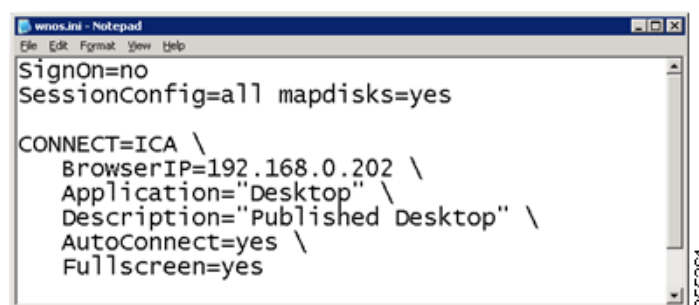 wnos.ini - Notepad
File Edit Format View Help
SignOn=no
SessionConfig=all mapdisks=yes
CONNECT=ICA \
BrowserIP=192.168.0.202 \
Application="Desktop" \
Description="Published Desktop" \
AutoConnect=yes \
Fullscreen=yes